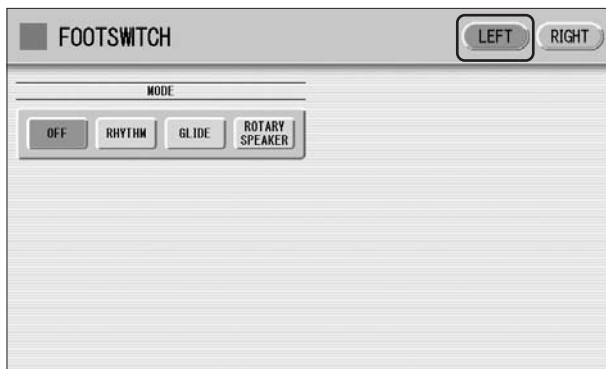 FOOTSWITCH
LEFT
RIGHT
MODE
OFF
RHYTHM
GLIDE
ROTARY
SPEAKER